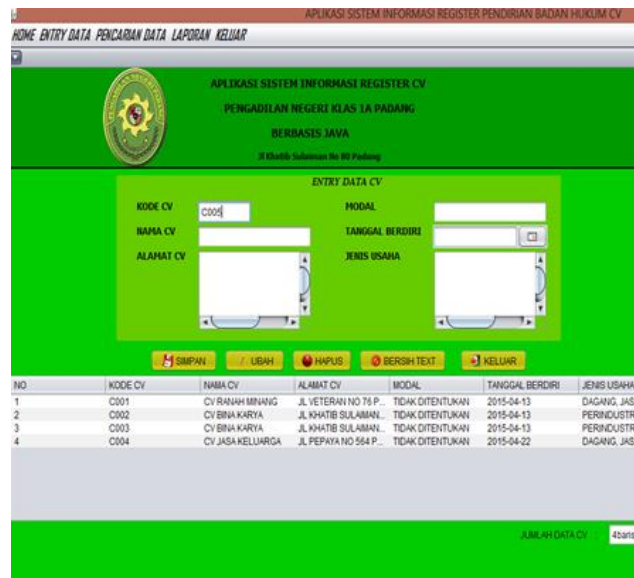 APLIKASI SISTEM INFORMASI REGISTER PENDIRIAN BADAN HUKUM CV
HOME ENTRY DATA PENCARIAN DATA LAPORAN KELUAR
APLIKASI SISTEM INFORMASI REGISTER CV
PENGADILAN NEGERI KLAS 1A PADANG
BERBASIS JAVA
Jl Khatib Sulaiman No 80 Padang
ENTRY DATA CV
KODE CV C005 MODAL
NAMA CV TANGGAL BERDIRI
ALAMAT CV JENIS USAHA
SIMPAN UBAH HAPUS BERSIH TEXT KELUAR
NO KODE CV NAMA CV ALAMAT CV MODAL TANGGAL BERDIRI JENIS USAHA
1 C001 CV RANAH MINANG JL VETERAN NO 76 P... TIDAK DITENTUKAN 2015-04-13 DAGANG, JAS
2 C002 CV BINA KARYA JL KHATIB SULAIMAN... TIDAK DITENTUKAN 2015-04-13 PERINDUSTR
3 C003 CV BINA KARYA JL KHATIB SULAIMAN... TIDAK DITENTUKAN 2015-04-13 PERINDUSTR
4 C004 CV JASA KELUARGA JL PEPAYA NO 564 P... TIDAK DITENTUKAN 2015-04-22 DAGANG, JAS
JUMLAH DATA CV : 4baris